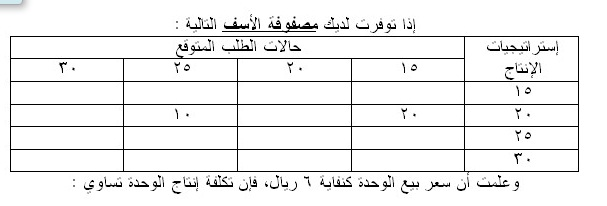 إذا توفرت لديك مصفوفة الأسف التالية :
إستراتيجيات الإنتاج حالات الطلب المتوقع
١٥ ٢٠ ٢٥ ٣٠
١٥
٢٠ ٢٠ ١٠
٢٥
٣٠
وعلمت أن سعر بيع الوحدة كنفاية ٦ ريال، فإن تكلفة إنتاج الوحدة تساوي :